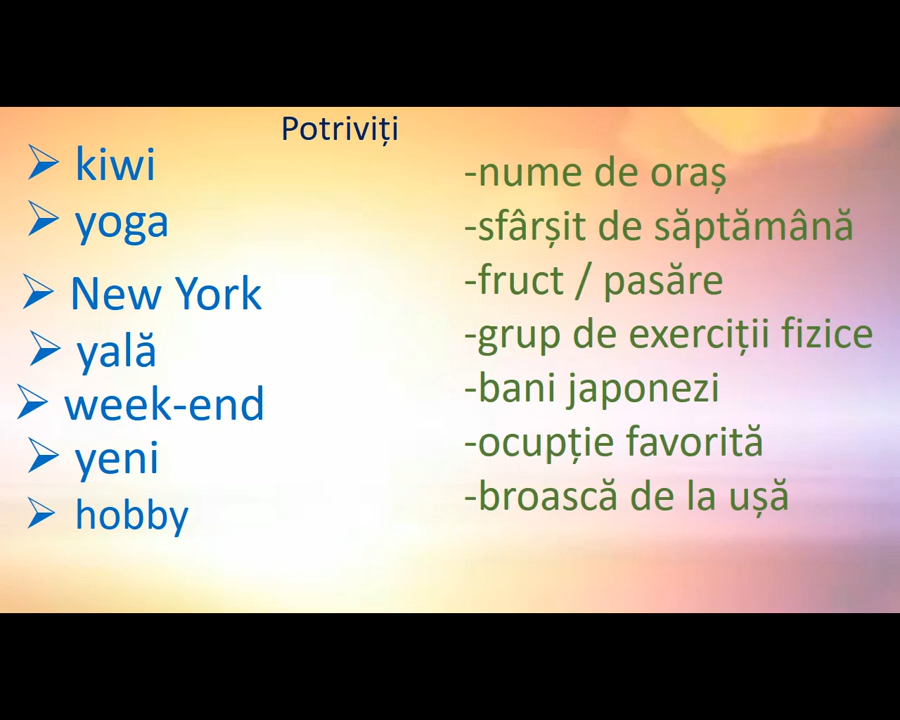 Potriviți
kiwi
yoga
New York
yală
week-end
yeni
hobby
-nume de oraș
-sfârșit de săptămână
-fruct / pasăre
-grup de exerciții fizice
-bani japonezi
-ocupție favorită
-broască de la ușă